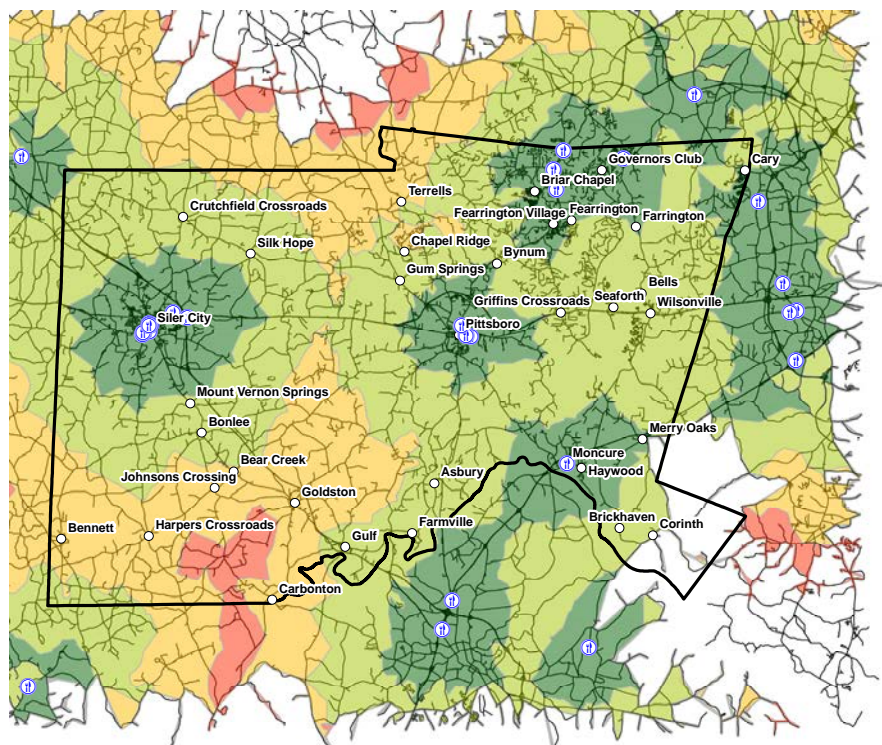 Governors Club
Cary
Briar Chapel
Terrells
Crutchfield Crossroads
Fearrington Village
Fearrington
Farrington
Silk Hope
Chapel Ridge
Bynum
Gum Springs
Bells
Griffins Crossroads
Seaforth
Wilsonville
Siler City
Pittsboro
Mount Vernon Springs
Bonlee
Merry Oaks
Moncure
Bear Creek
Haywood
Johnsons Crossing
Asbury
Goldston
Bennett
Harpers Crossroads
Farmville
Brickhaven
Corinth
Gulf
Carbonton